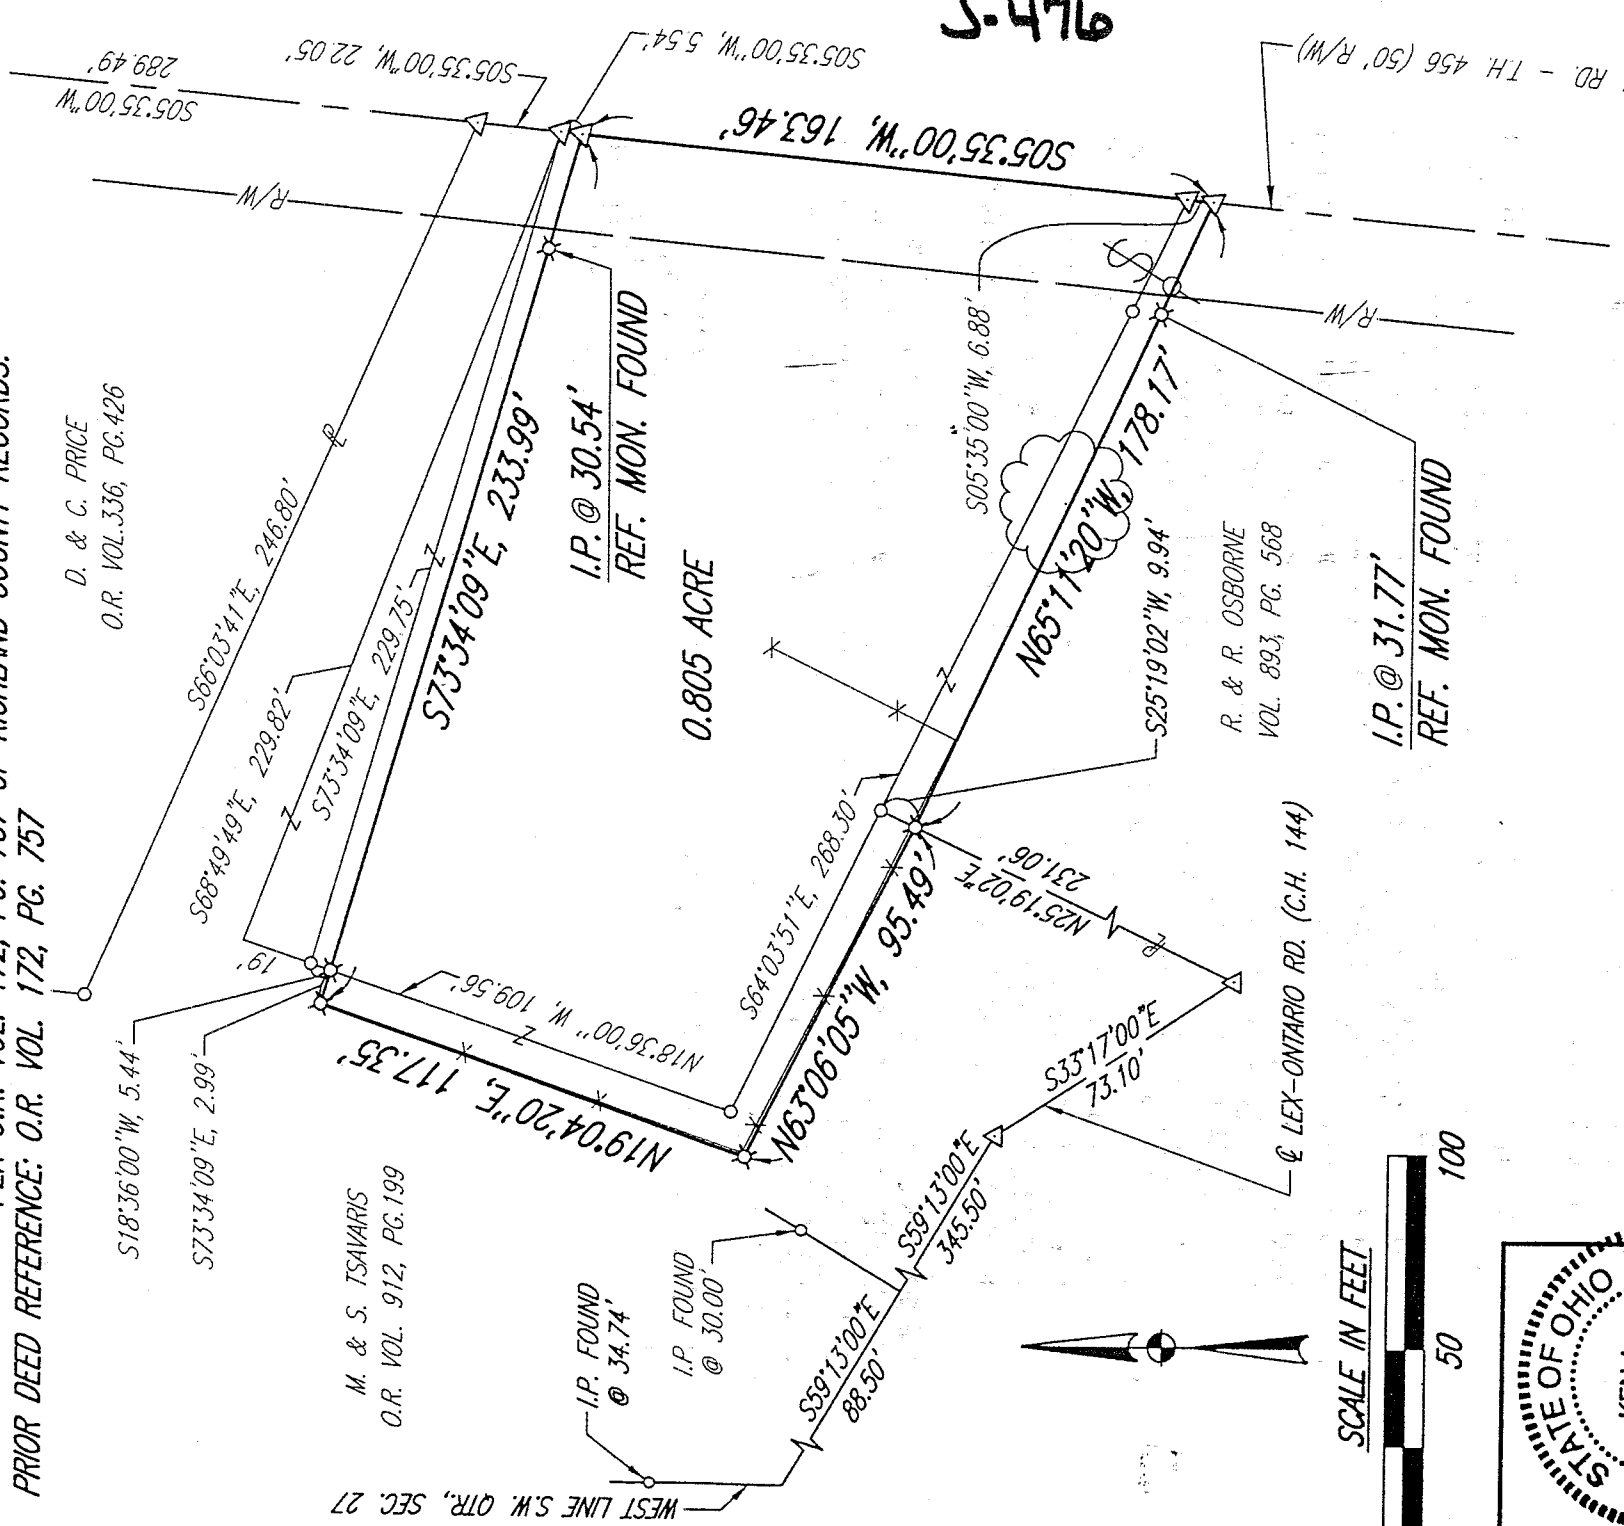 PRIOR DEED REFERENCE: O.R. VOL. 172, PG. 757
D. & C. PRICE
O.R. VOL.336, PG.426
S66°03'41"E, 246.80'
S68°49'49"E, 229.82'
S73°34'09"E, 229.75'
S73°34'09"E, 233.99'
I.P. @ 30.54'
REF. MON. FOUND
0.805 ACRE
S05°35'00"W
289.49'
S05°35'00"W, 22.05'
S05°35'00"W, 5.54'
S05°35'00"W, 163.46'
J-476
RD. - T.H. 456 (50' R/W)
R/W
R/W
S05°35'00"W, 6.88'
N65°11'20"W, 178.17'
I.P. @ 31.77'
REF. MON. FOUND
R. & R. OSBORNE
VOL. 893, PG. 568
S25°19'02"W, 9.94'
S64°03'51"E, 268.30'
N63°06'05"W, 95.49'
N25°19'02"E
231.06'
19'
N18°36'00" W, 109.56'
N19°04'20"E, 117.35'
S18°36'00"W, 5.44'
S73°34'09"E, 2.99'
M. & S. TSAVARIS
O.R. VOL. 912, PG.199
I.P. FOUND
@ 34.74'
I.P. FOUND
@ 30.00'
S59°13'00"E
88.50'
S59°13'00"E
345.50'
S33°17'00"E
73.10'
℄ LEX-ONTARIO RD. (C.H. 144)
WEST LINE S.W. QTR., SEC. 27
SCALE IN FEET
50
100
STATE OF OHIO